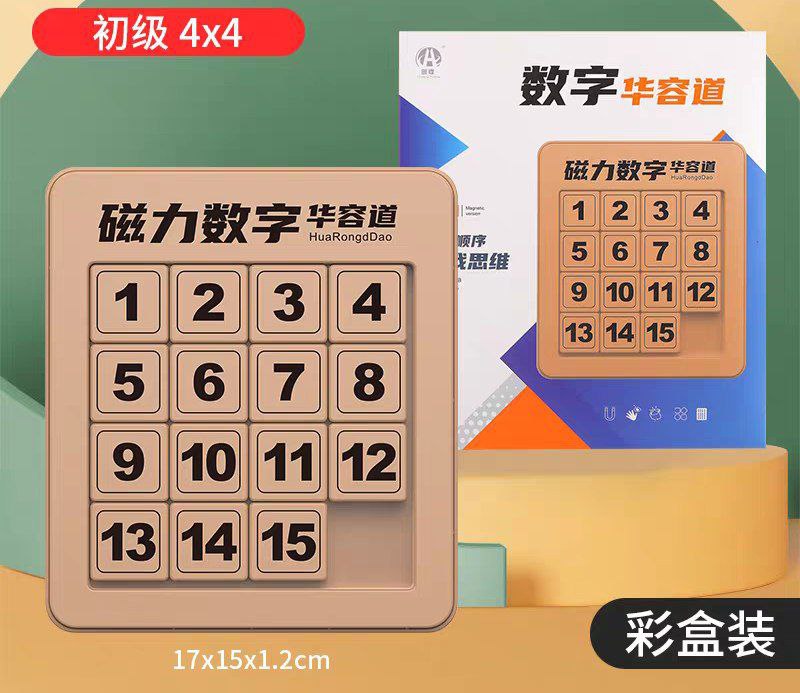 初级 4x4
数字华容道
磁力数字华容道
HuaRongdDao
1 2 3 4
5 6 7 8
9 10 11 12
13 14 15
Magnetic
version
顺序
思维
磁力数字华容道
HuaRongdDao
1 2 3 4
5 6 7 8
9 10 11 12
13 14 15
17x15x1.2cm
彩盒装